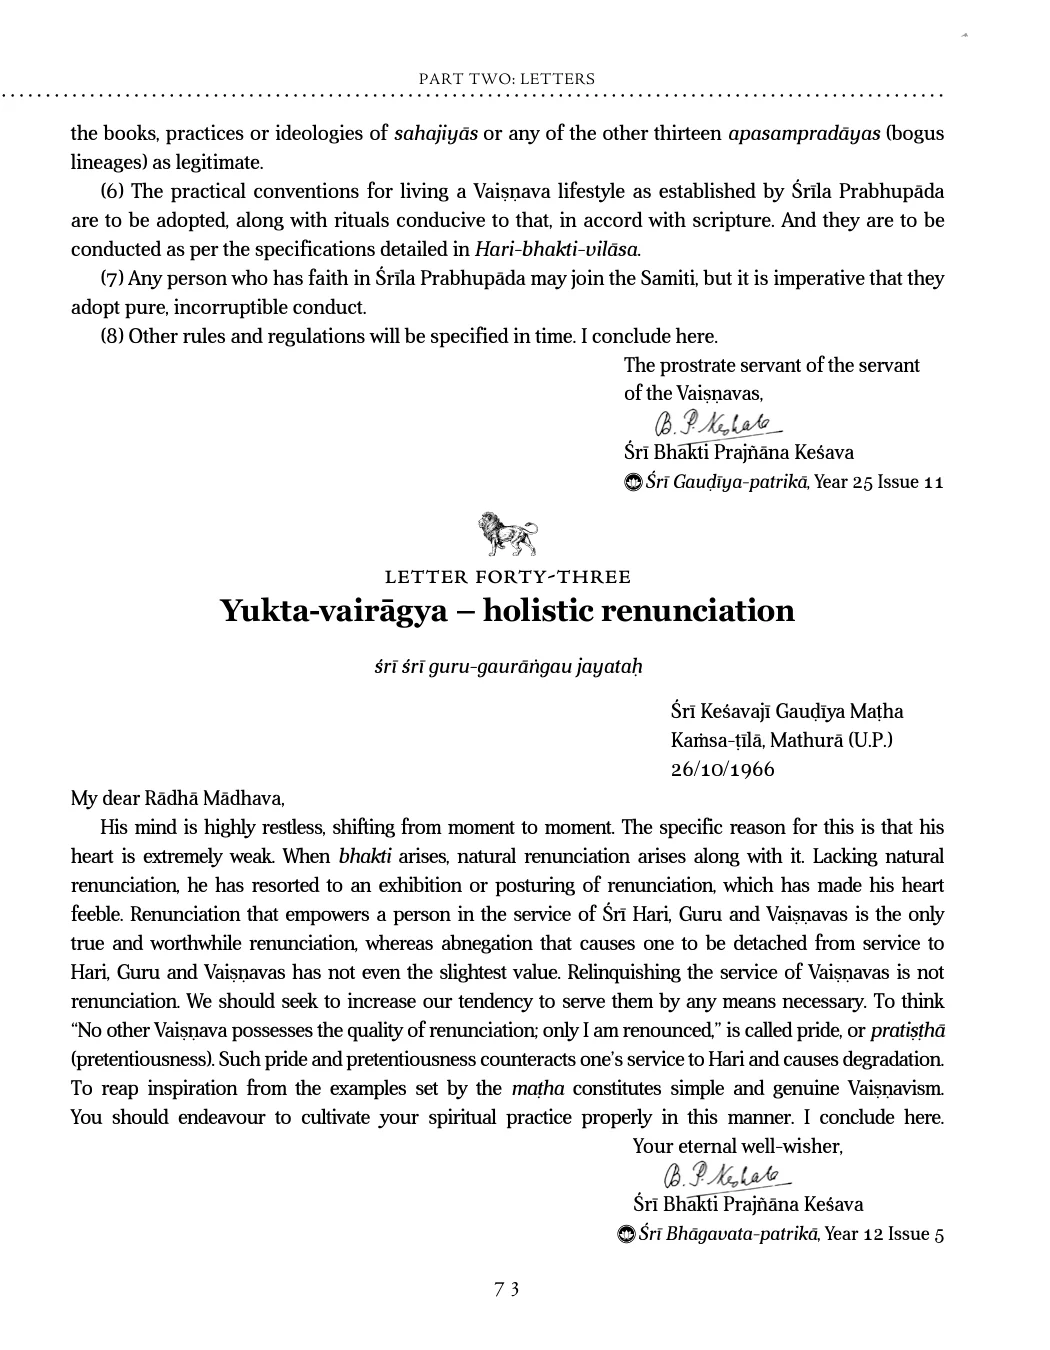 PART TWO: LETTERS
the books, practices or ideologies of sahajiyās or any of the other thirteen apasampradāyas (bogus
lineages) as legitimate.
(6) The practical conventions for living a Vaiṣṇava lifestyle as established by Śrīla Prabhupāda
are to be adopted, along with rituals conducive to that, in accord with scripture. And they are to be
conducted as per the specifications detailed in Hari-bhakti-vilāsa.
(7) Any person who has faith in Śrīla Prabhupāda may join the Samiti, but it is imperative that they
adopt pure, incorruptible conduct.
(8) Other rules and regulations will be specified in time. I conclude here.
The prostrate servant of the servant
of the Vaiṣṇavas,
B. P. Keshab
Śrī Bhakti Prajñāna Keśava
Śrī Gauḍīya-patrikā, Year 25 Issue 11
LETTER FORTY-THREE
Yukta-vairāgya – holistic renunciation
śrī śrī guru-gaurāṅgau jayataḥ
Śrī Keśavajī Gauḍīya Maṭha
Kaṁsa-ṭīlā, Mathurā (U.P.)
26/10/1966
My dear Rādhā Mādhava,
His mind is highly restless, shifting from moment to moment. The specific reason for this is that his
heart is extremely weak. When bhakti arises, natural renunciation arises along with it. Lacking natural
renunciation, he has resorted to an exhibition or posturing of renunciation, which has made his heart
feeble. Renunciation that empowers a person in the service of Śrī Hari, Guru and Vaiṣṇavas is the only
true and worthwhile renunciation, whereas abnegation that causes one to be detached from service to
Hari, Guru and Vaiṣṇavas has not even the slightest value. Relinquishing the service of Vaiṣṇavas is not
renunciation. We should seek to increase our tendency to serve them by any means necessary. To think
“No other Vaiṣṇava possesses the quality of renunciation; only I am renounced,” is called pride, or pratiṣṭhā
(pretentiousness). Such pride and pretentiousness counteracts one’s service to Hari and causes degradation.
To reap inspiration from the examples set by the maṭha constitutes simple and genuine Vaiṣṇavism.
You should endeavour to cultivate your spiritual practice properly in this manner. I conclude here.
Your eternal well-wisher,
B. P. Keshab
Śrī Bhakti Prajñāna Keśava
Śrī Bhāgavata-patrikā, Year 12 Issue 5
73